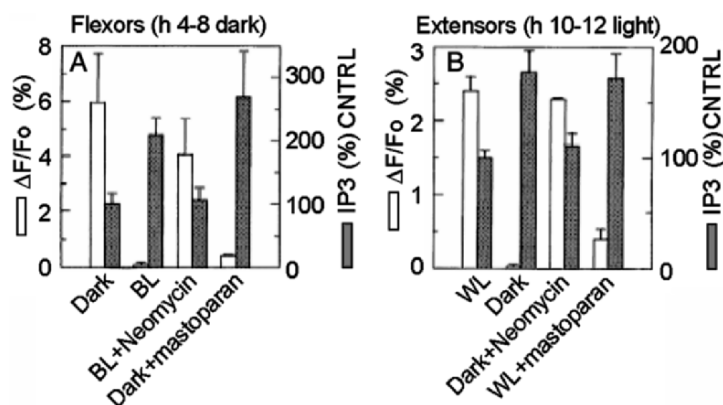 Flexors (h 4-8 dark)
A
ΔF/Fo (%)
8
6
4
2
0
300
200
100
0
IP3 (%) CNTRL
Dark
BL
BL+Neomycin
Dark+mastoparan
Extensors (h 10-12 light)
B
ΔF/Fo (%)
3
2
1
0
200
100
0
IP3 (%) CNTRL
WL
Dark
Dark+Neomycin
WL+mastoparan